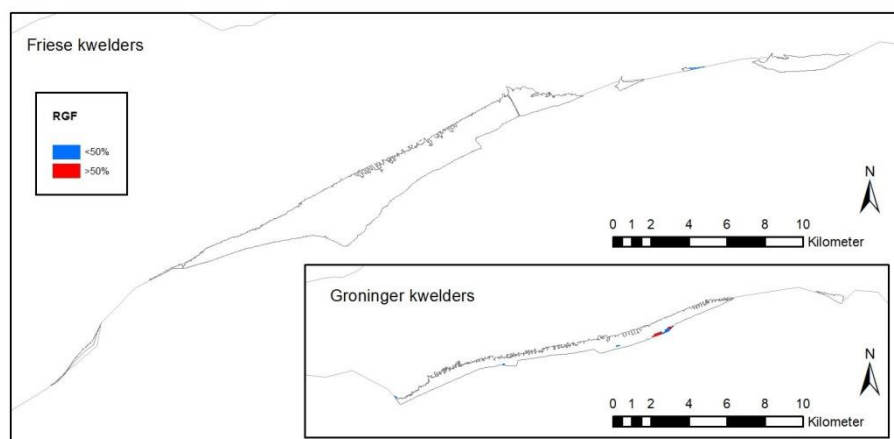 Friese kwelders
RGF
<50%
>50%
N
0 1 2 4 6 8 10
Kilometer
Groninger kwelders
N
0 1 2 4 6 8 10
Kilometer